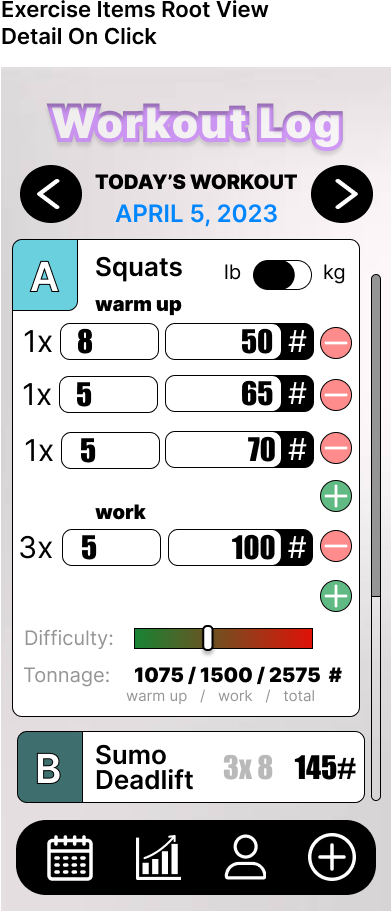 Exercise Items Root View
Detail On Click
Workout Log
TODAY’S WORKOUT
APRIL 5, 2023
A Squats lb kg
warm up
1x 8 50 #
1x 5 65 #
1x 5 70 #
work
3x 5 100 #
Difficulty:
Tonnage: 1075 / 1500 / 2575 #
warm up / work / total
B Sumo
Deadlift 3x 8 145#